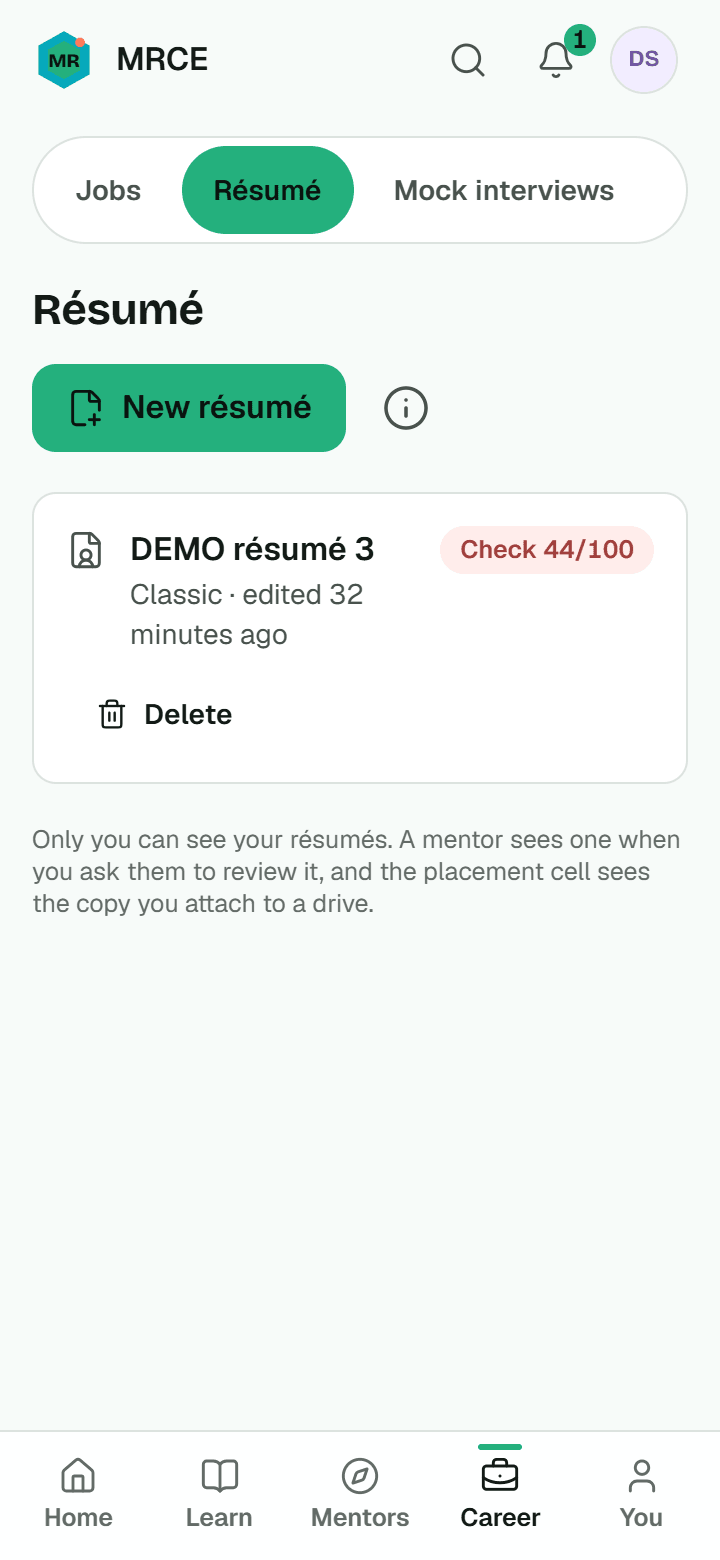 MR
MRCE
1
DS
Jobs
Résumé
Mock interviews
Résumé
New résumé
DEMO résumé 3
Check 44/100
Classic · edited 32
minutes ago
Delete
Only you can see your résumés. A mentor sees one when
you ask them to review it, and the placement cell sees
the copy you attach to a drive.
Home
Learn
Mentors
Career
You